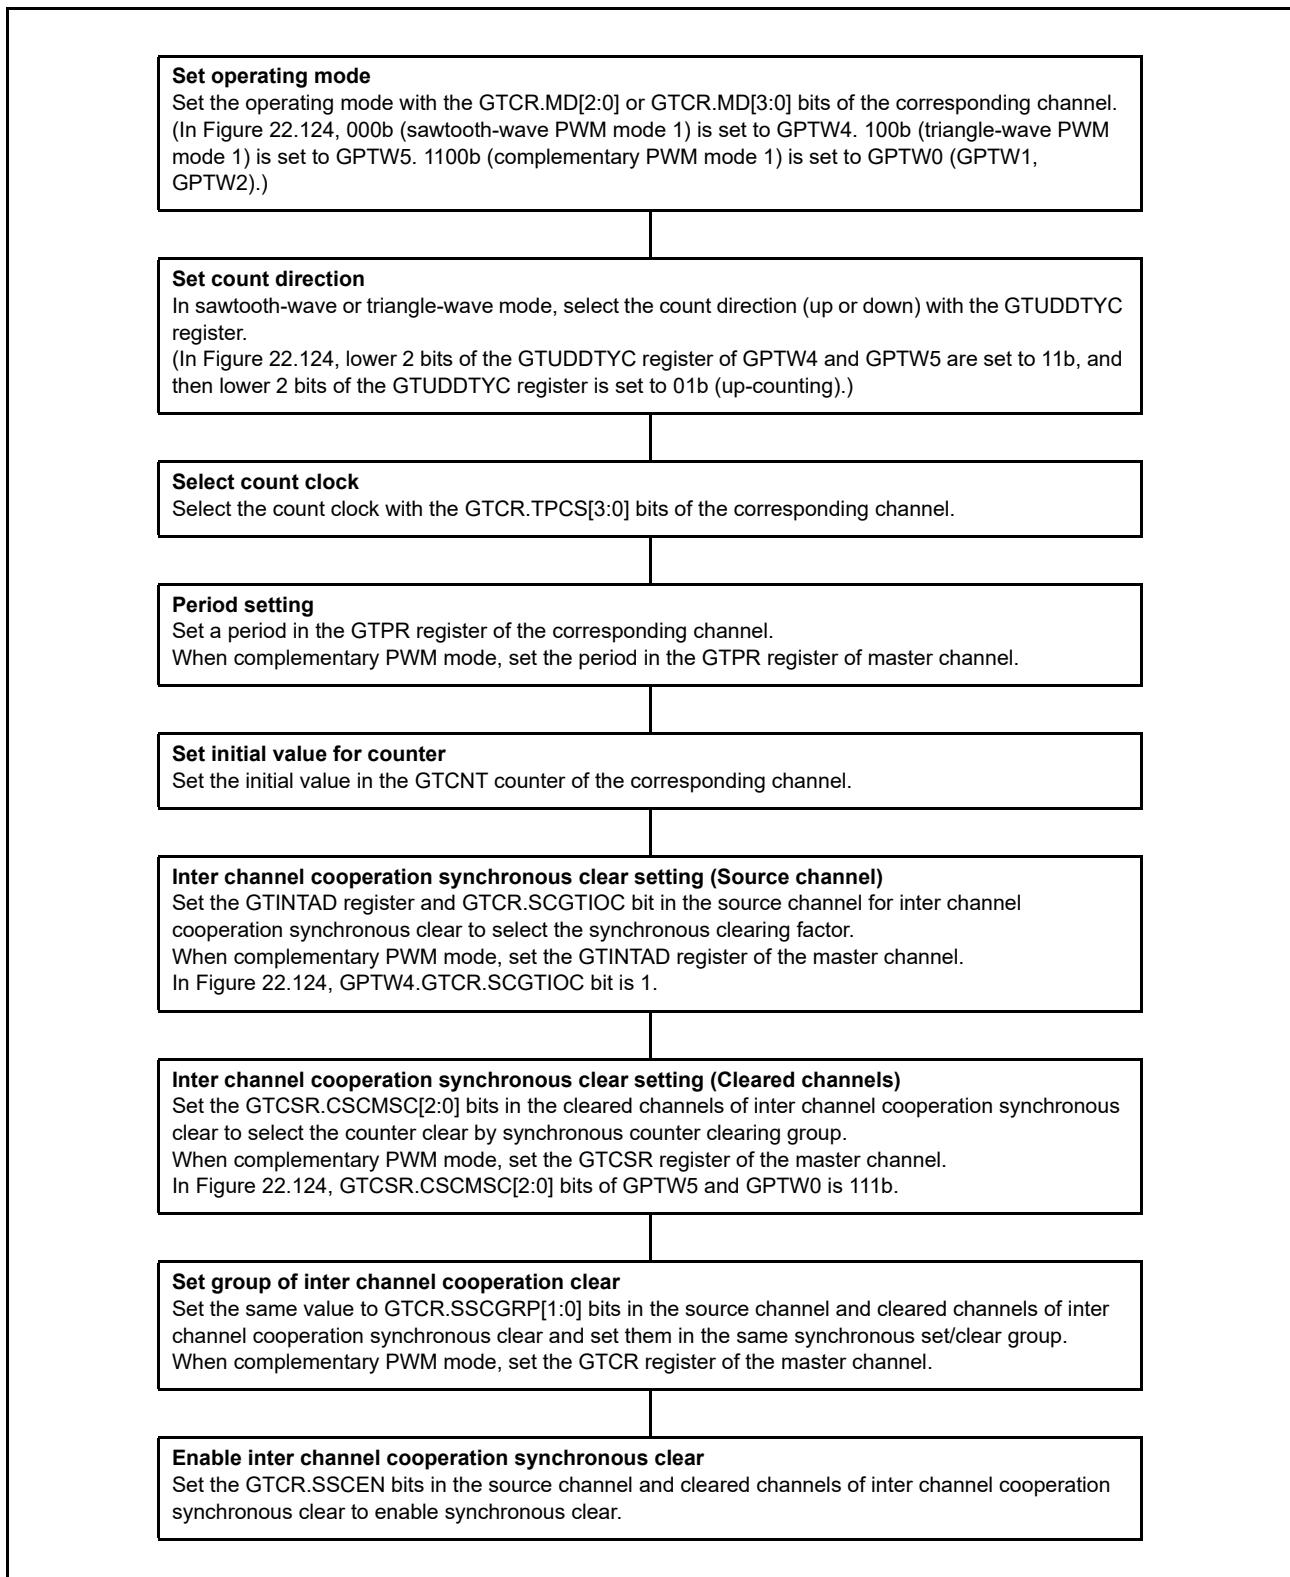 Set operating mode
Set the operating mode with the GTCR.MD[2:0] or GTCR.MD[3:0] bits of the corresponding channel.
(In Figure 22.124, 000b (sawtooth-wave PWM mode 1) is set to GPTW4. 100b (triangle-wave PWM
mode 1) is set to GPTW5. 1100b (complementary PWM mode 1) is set to GPTW0 (GPTW1,
GPTW2).)
Set count direction
In sawtooth-wave or triangle-wave mode, select the count direction (up or down) with the GTUDDTYC
register.
(In Figure 22.124, lower 2 bits of the GTUDDTYC register of GPTW4 and GPTW5 are set to 11b, and
then lower 2 bits of the GTUDDTYC register is set to 01b (up-counting).)
Select count clock
Select the count clock with the GTCR.TPCS[3:0] bits of the corresponding channel.
Period setting
Set a period in the GTPR register of the corresponding channel.
When complementary PWM mode, set the period in the GTPR register of master channel.
Set initial value for counter
Set the initial value in the GTCNT counter of the corresponding channel.
Inter channel cooperation synchronous clear setting (Source channel)
Set the GTINTAD register and GTCR.SCGTIOC bit in the source channel for inter channel
cooperation synchronous clear to select the synchronous clearing factor.
When complementary PWM mode, set the GTINTAD register of the master channel.
In Figure 22.124, GPTW4.GTCR.SCGTIOC bit is 1.
Inter channel cooperation synchronous clear setting (Cleared channels)
Set the GTCSR.CSCMSC[2:0] bits in the cleared channels of inter channel cooperation synchronous
clear to select the counter clear by synchronous counter clearing group.
When complementary PWM mode, set the GTCSR register of the master channel.
In Figure 22.124, GTCSR.CSCMSC[2:0] bits of GPTW5 and GPTW0 is 111b.
Set group of inter channel cooperation clear
Set the same value to GTCR.SSCGRP[1:0] bits in the source channel and cleared channels of inter
channel cooperation synchronous clear and set them in the same synchronous set/clear group.
When complementary PWM mode, set the GTCR register of the master channel.
Enable inter channel cooperation synchronous clear
Set the GTCR.SSCEN bits in the source channel and cleared channels of inter channel cooperation
synchronous clear to enable synchronous clear.